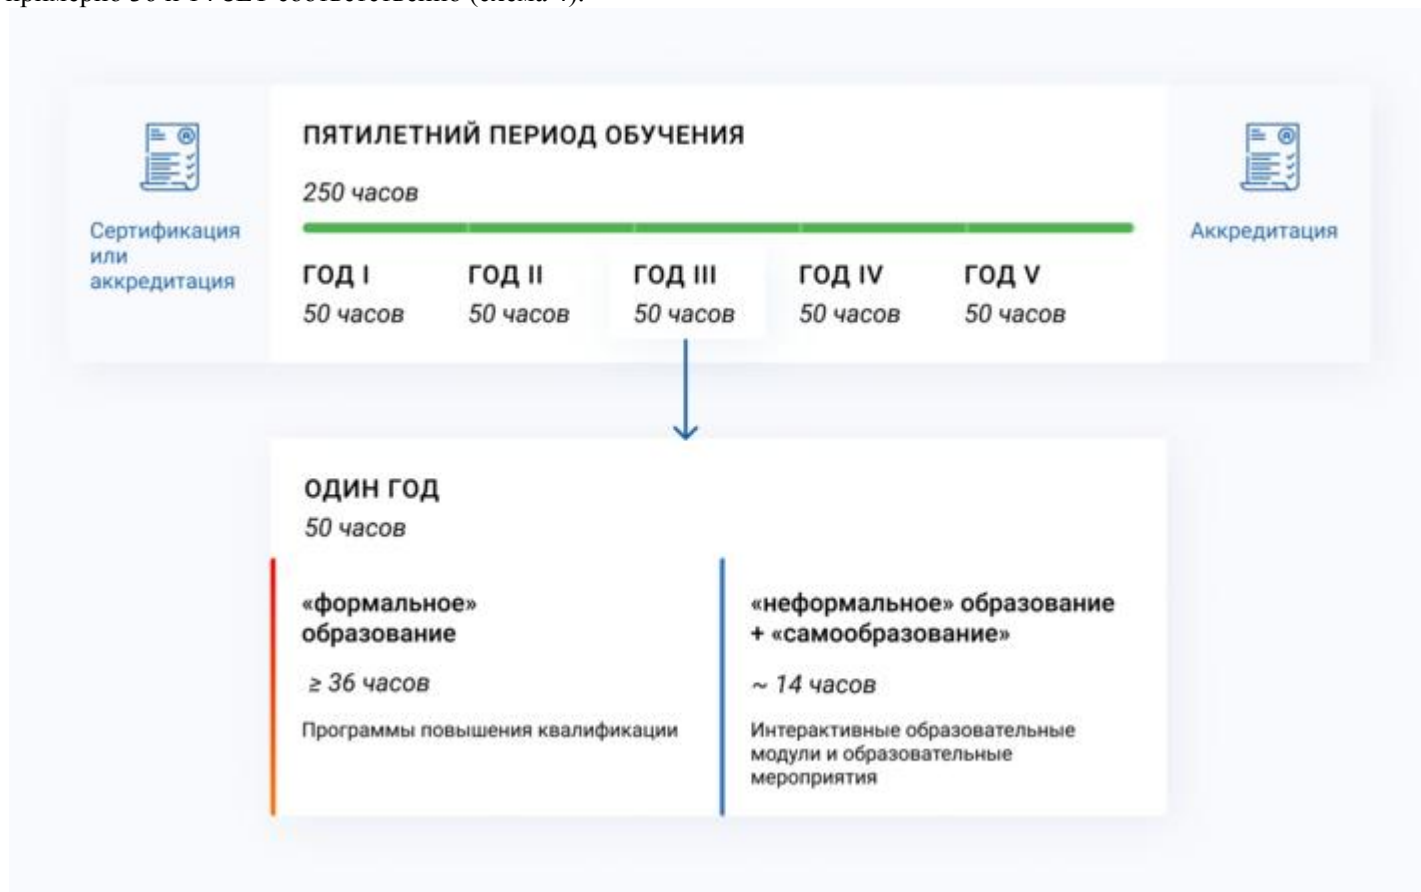 ПЯТИЛЕТНИЙ ПЕРИОД ОБУЧЕНИЯ
250 часов
Сертификация
или
аккредитация
Аккредитация
ГОД I
50 часов
ГОД II
50 часов
ГОД III
50 часов
ГОД IV
50 часов
ГОД V
50 часов
ОДИН ГОД
50 часов
«формальное»
образование
≥ 36 часов
Программы повышения квалификации
«неформальное» образование
+ «самообразование»
~ 14 часов
Интерактивные образовательные
модули и образовательные
мероприятия